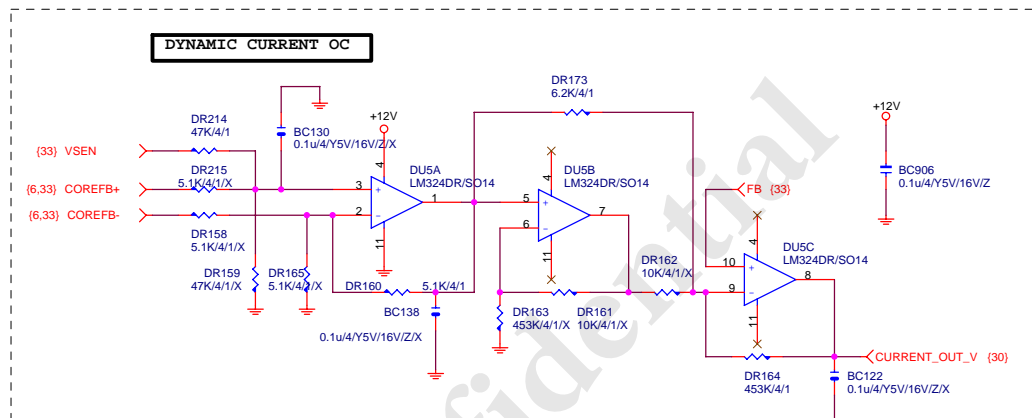 DYNAMIC CURRENT OC
DR173
6.2K/4/1
+12V
+12V
DR214
47K/4/1
BC130
0.1u/4/Y5V/16V/Z/X
{33} VSEN
DR215
5.1K/4/1/X
{6,33} COREFB+
{6,33} COREFB-
DR158
5.1K/4/1/X
DR159
47K/4/1/X
DR165
5.1K/4/1/X
DR160
5.1K/4/1
BC138
0.1u/4/Y5V/16V/Z/X
DU5A
LM324DR/SO14
3
+
2
-
4
11
1
DU5B
LM324DR/SO14
5
+
6
-
4
11
7
DR163
453K/4/1/X
DR161
10K/4/1/X
DR162
10K/4/1/X
FB {33}
DU5C
LM324DR/SO14
10
+
9
-
4
11
8
BC906
0.1u/4/Y5V/16V/Z
CURRENT_OUT_V {30}
DR164
453K/4/1
BC122
0.1u/4/Y5V/16V/Z/X
fidential